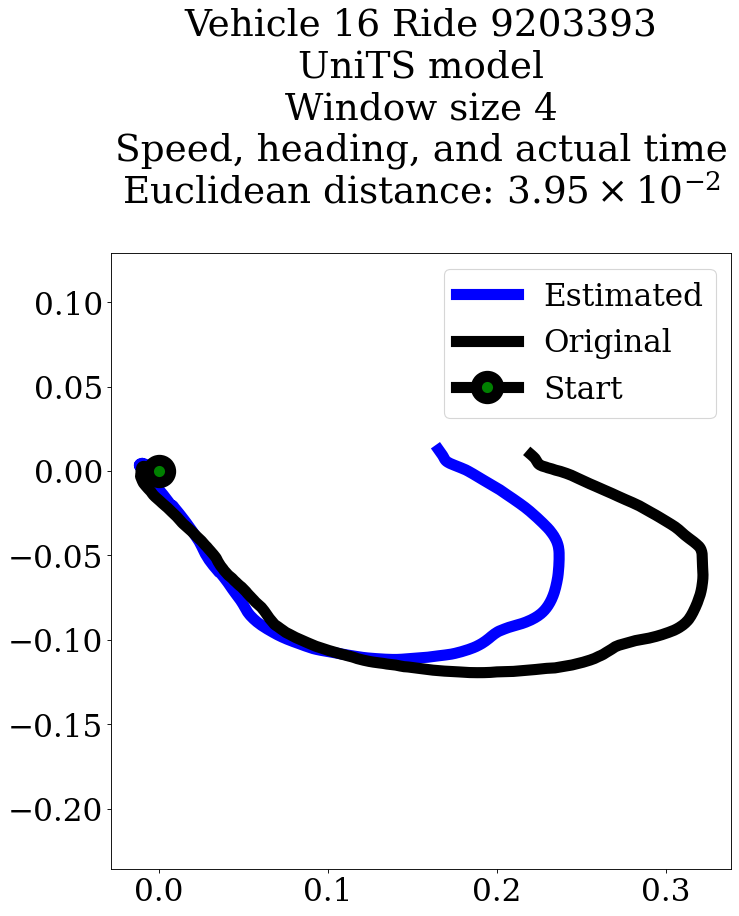 Vehicle 16 Ride 9203393
UniTS model
Window size 4
Speed, heading, and actual time
Euclidean distance: 3.95 × 10⁻²
Estimated
Original
Start
0.10
0.05
0.00
−0.05
−0.10
−0.15
−0.20
0.0 0.1 0.2 0.3